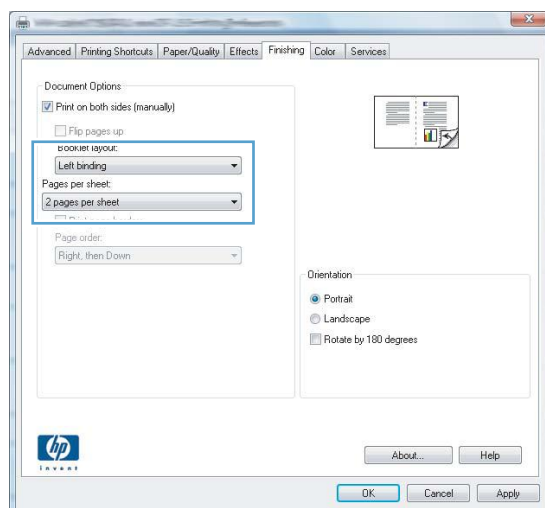 Advanced Printing Shortcuts Paper/Quality Effects Finishing Color Services
Document Options
Print on both sides (manually)
Flip pages up
Booklet layout:
Left binding
Pages per sheet:
2 pages per sheet
Page order:
Right, then Down
Orientation
Portrait
Landscape
Rotate by 180 degrees
hp
invent
About... Help
OK Cancel Apply